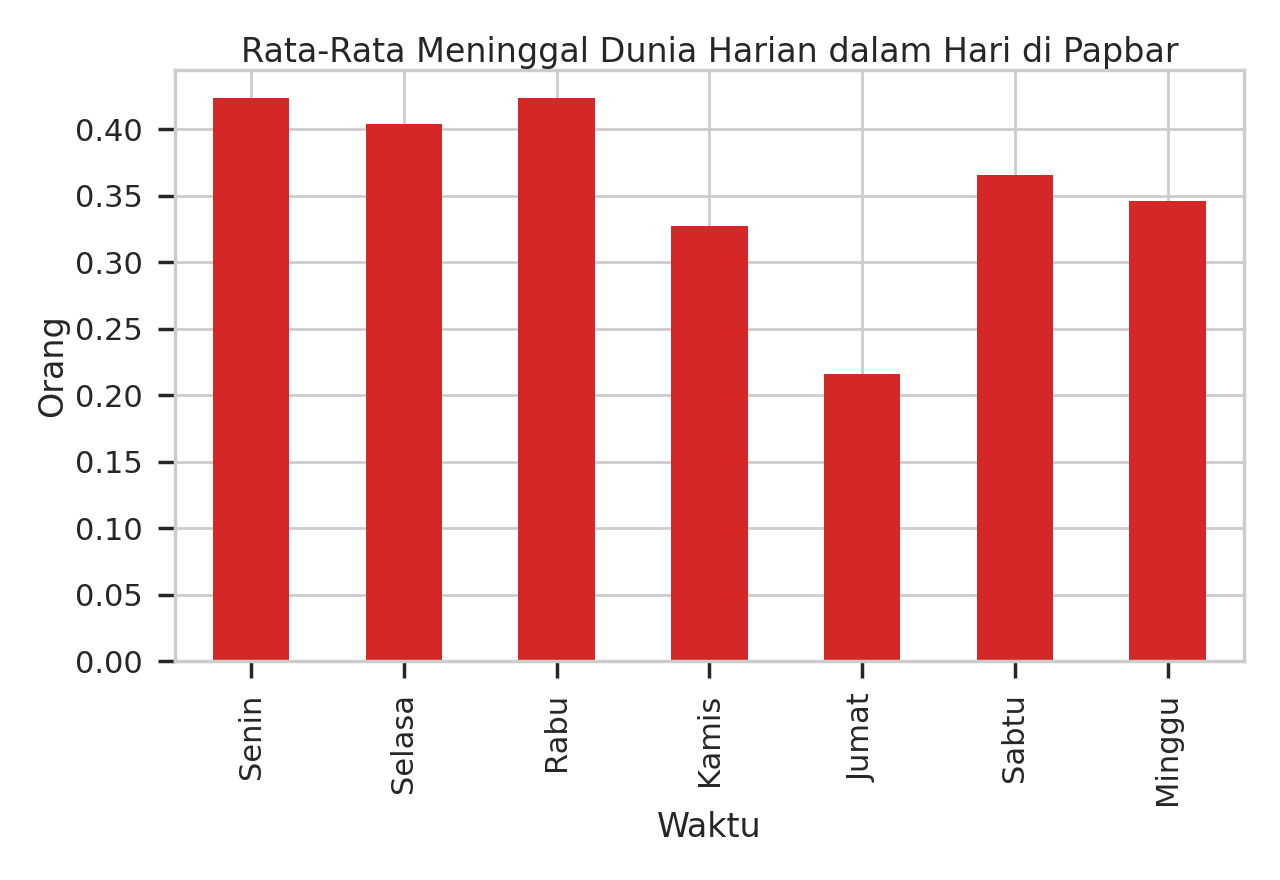 Rata-Rata Meninggal Dunia Harian dalam Hari di Papbar
0.40
0.35
0.30
0.25
0.20
0.15
0.10
0.05
0.00
Orang
Senin
Selasa
Rabu
Kamis
Jumat
Sabtu
Minggu
Waktu